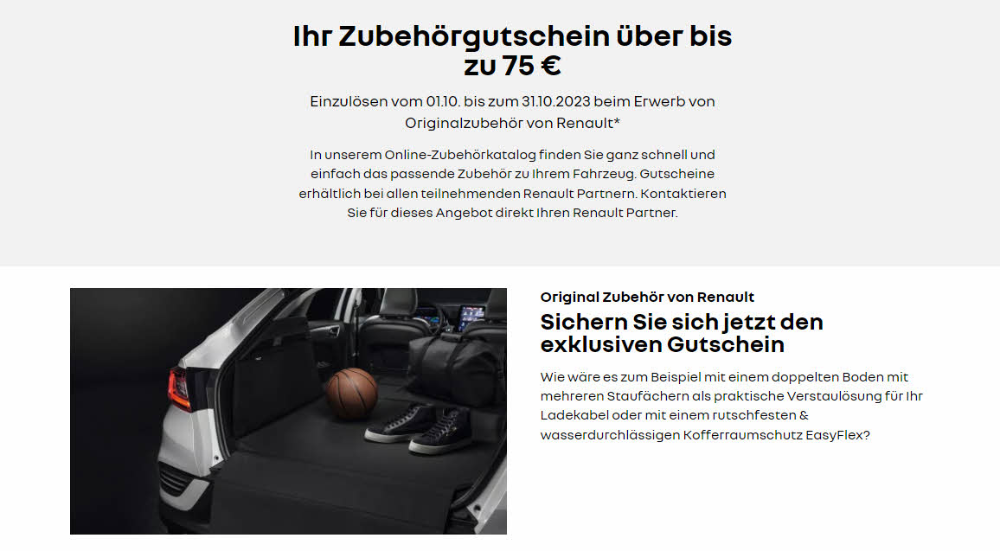 Ihr Zubehörgutschein über bis
zu 75 €
Einzulösen vom 01.10. bis zum 31.10.2023 beim Erwerb von
Originalzubehör von Renault*
In unserem Online-Zubehörkatalog finden Sie ganz schnell und
einfach das passende Zubehör zu Ihrem Fahrzeug. Gutscheine
erhältlich bei allen teilnehmenden Renault Partnern. Kontaktieren
Sie für dieses Angebot direkt Ihren Renault Partner.
Original Zubehör von Renault
Sichern Sie sich jetzt den
exklusiven Gutschein
Wie wäre es zum Beispiel mit einem doppelten Boden mit
mehreren Staufächern als praktische Verstaulösung für Ihr
Ladekabel oder mit einem rutschfesten &
wasserdurchlässigen Kofferraumschutz EasyFlex?